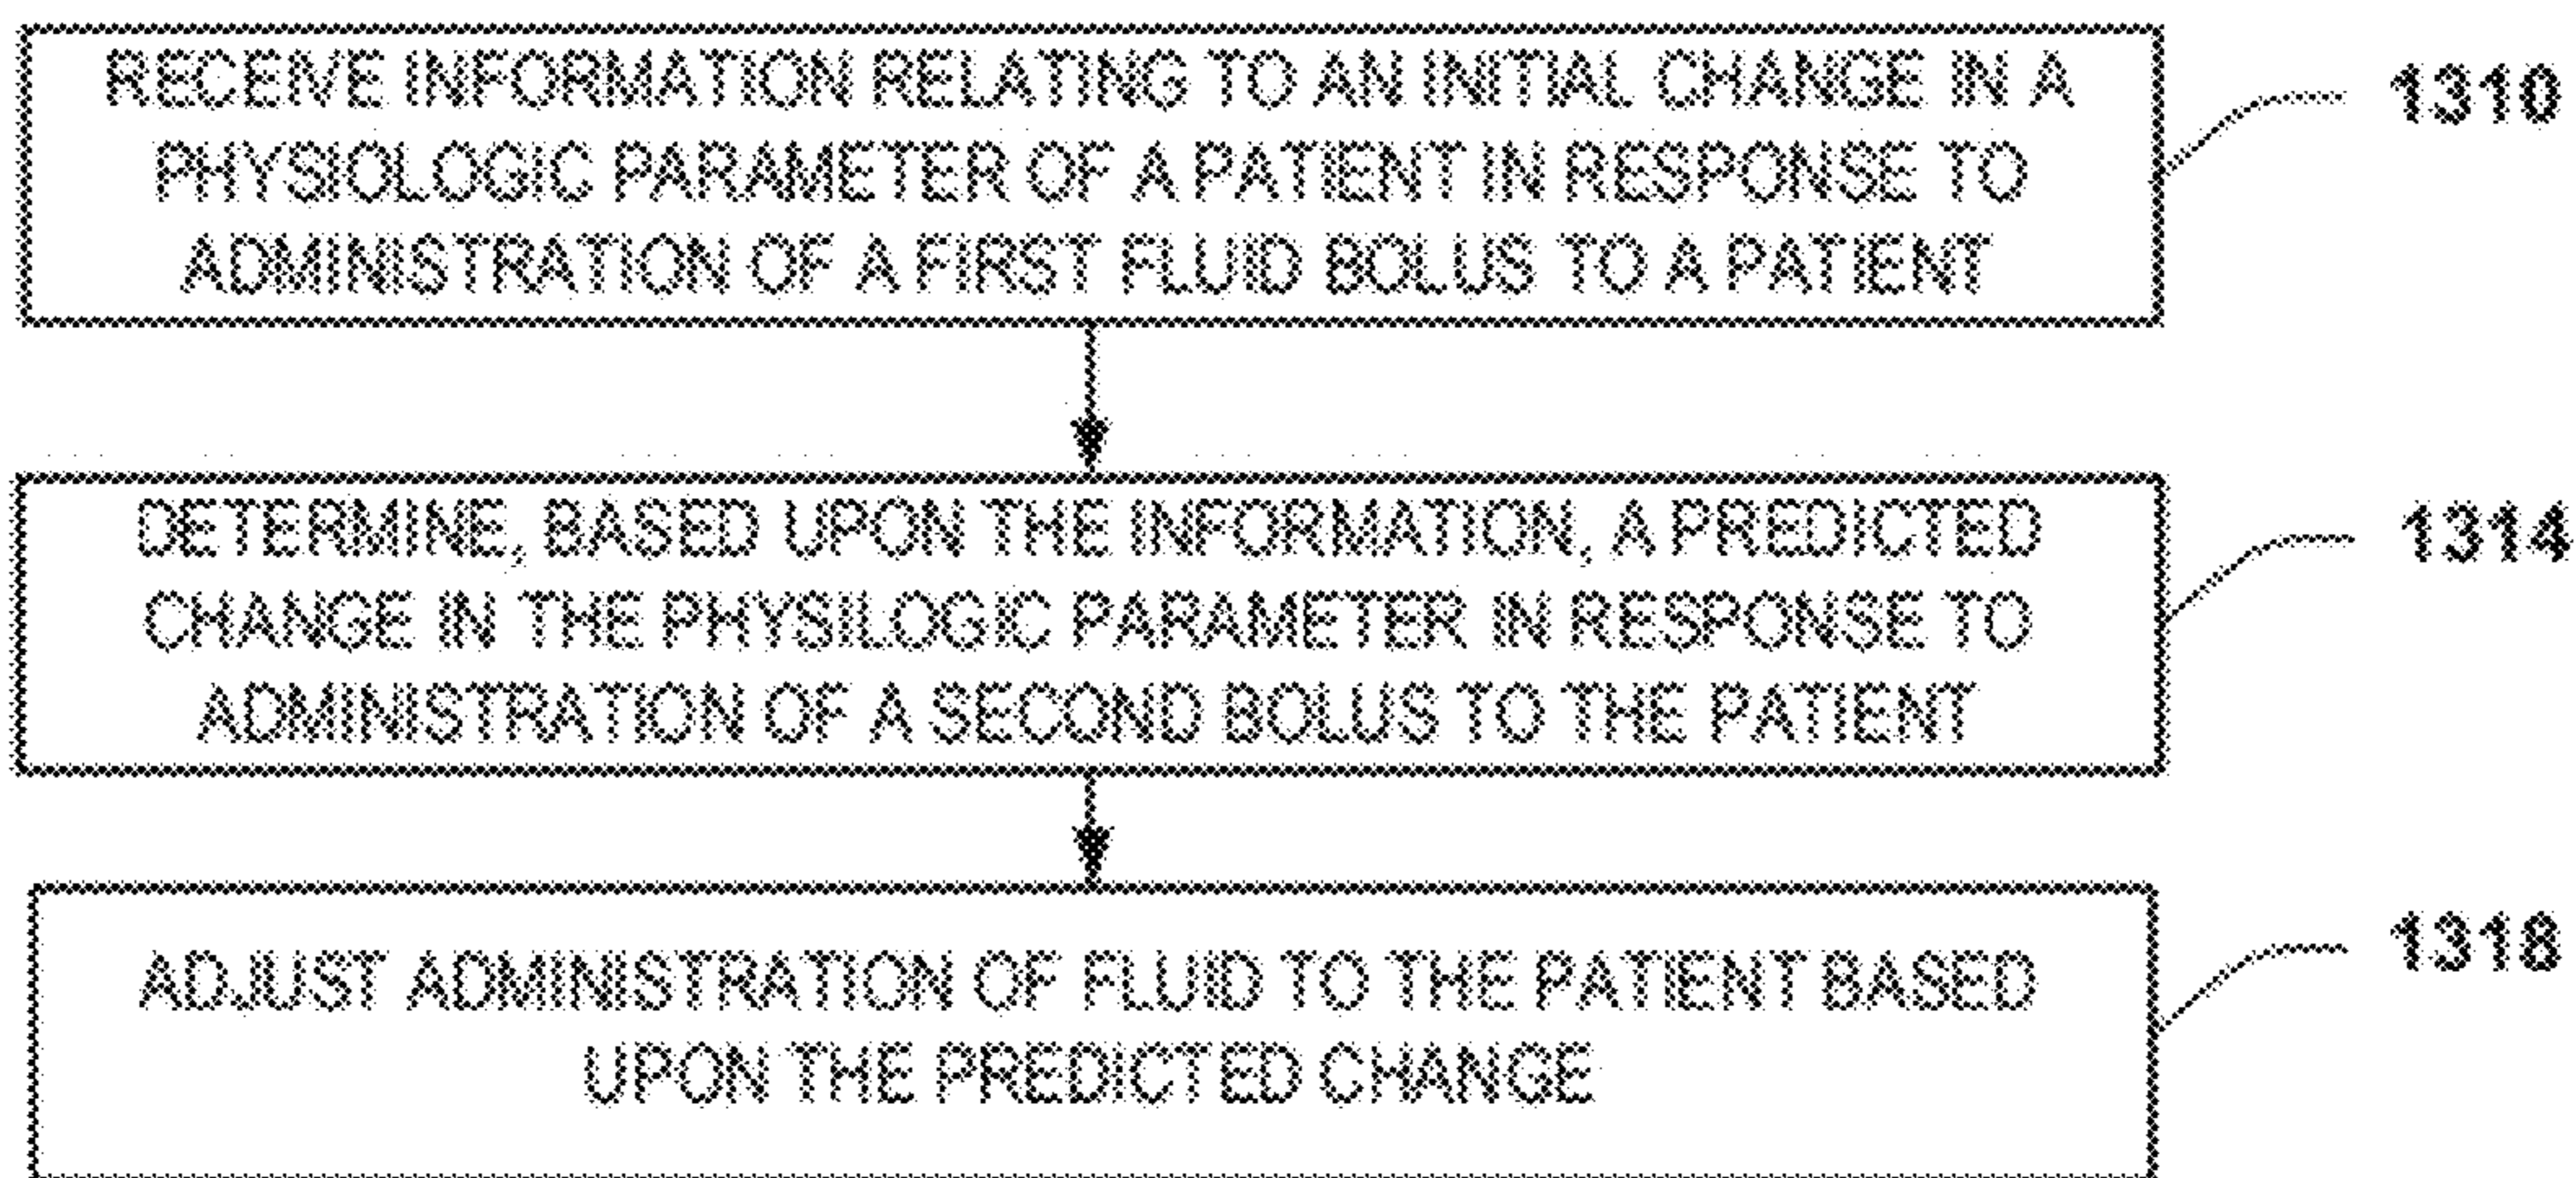 RECEIVE INFORMATION RELATING TO AN INITIAL CHANGE IN A
PHYSIOLOGIC PARAMETER OF A PATIENT IN RESPONSE TO
ADMINISTRATION OF A FIRST FLUID BOLUS TO A PATIENT
1310
DETERMINE, BASED UPON THE INFORMATION, A PREDICTED
CHANGE IN THE PHYSILOGIC PARAMETER IN RESPONSE TO
ADMINISTRATION OF A SECOND BOLUS TO THE PATIENT
1314
ADJUST ADMINISTRATION OF FLUID TO THE PATIENT BASED
UPON THE PREDICTED CHANGE
1318